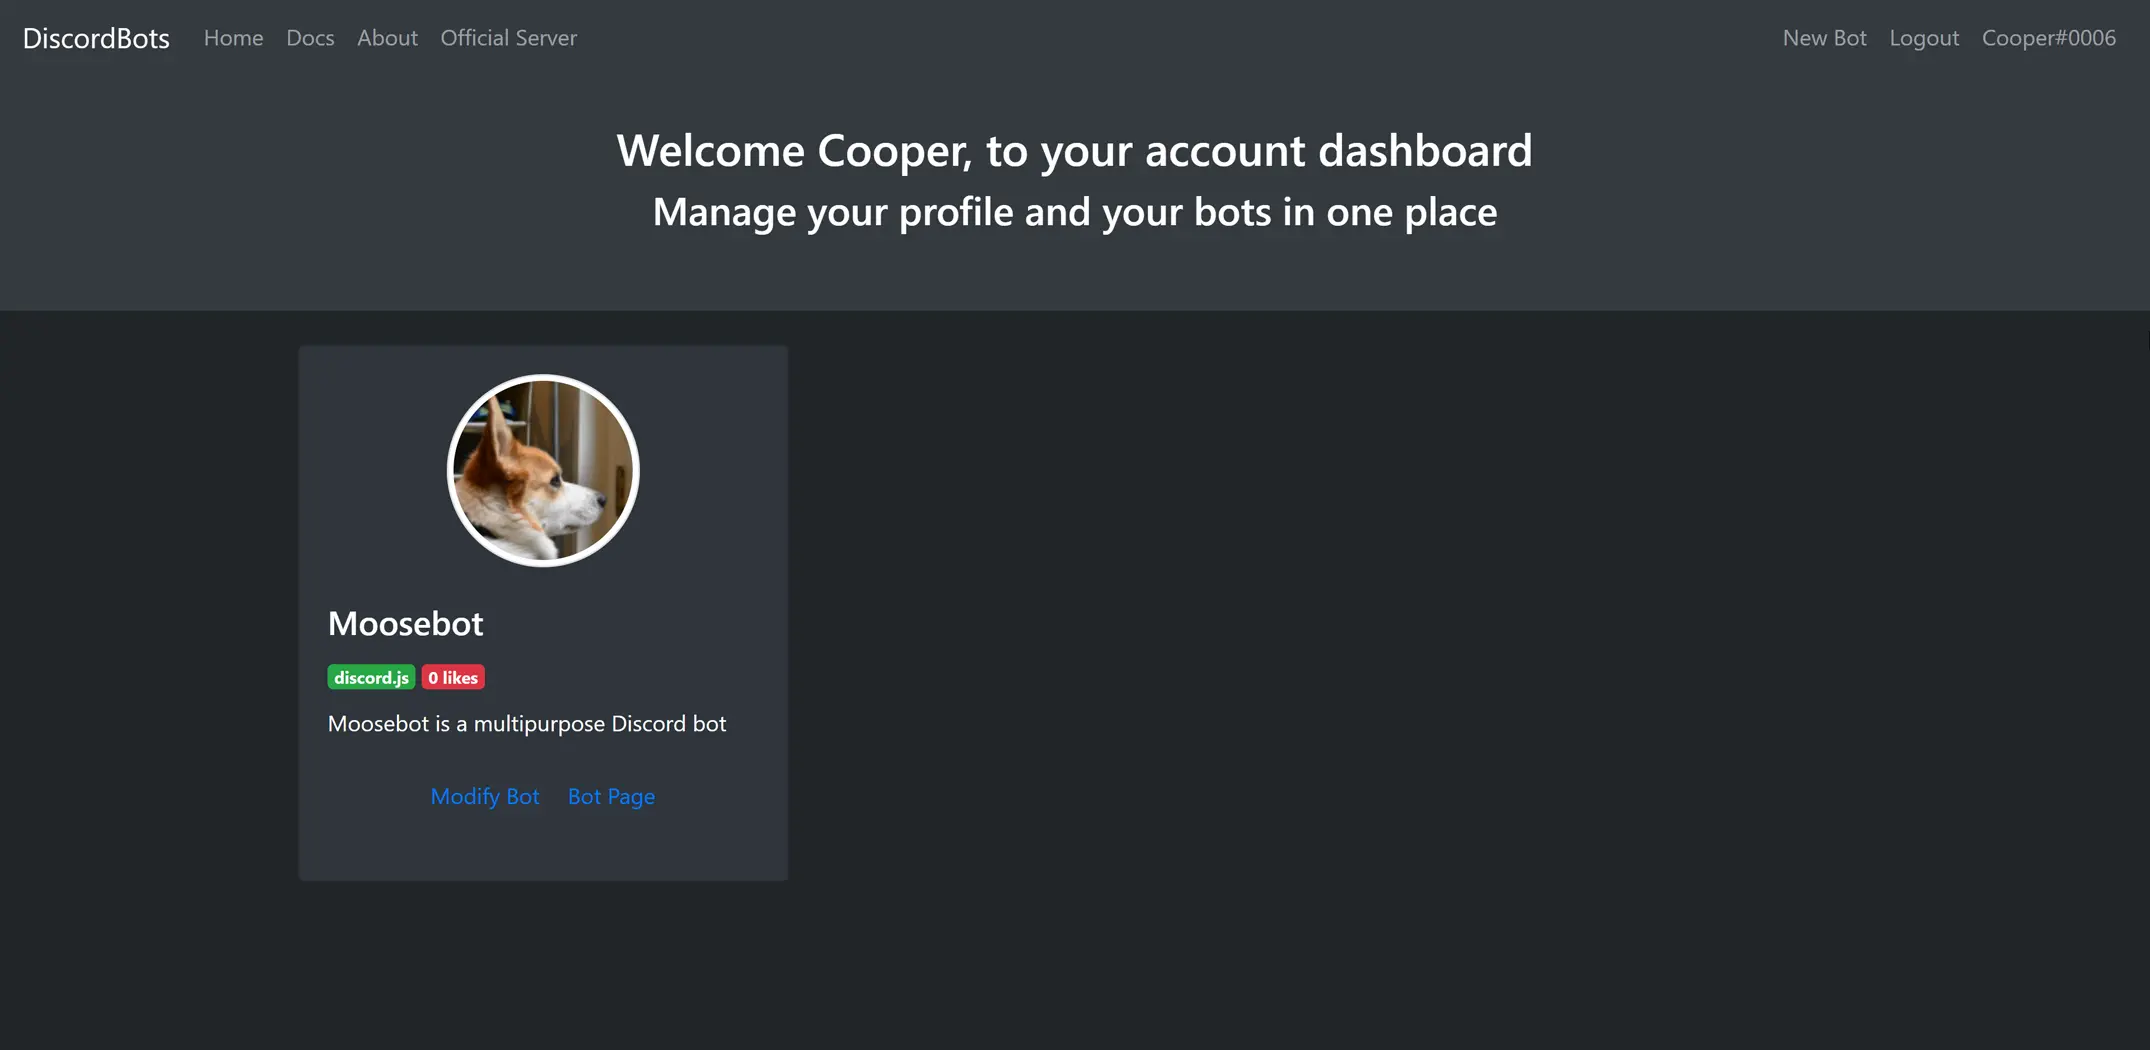 DiscordBots Home Docs About Official Server New Bot Logout Cooper#0006
Welcome Cooper, to your account dashboard
Manage your profile and your bots in one place
Moosebot
discord.js 0 likes
Moosebot is a multipurpose Discord bot
Modify Bot Bot Page